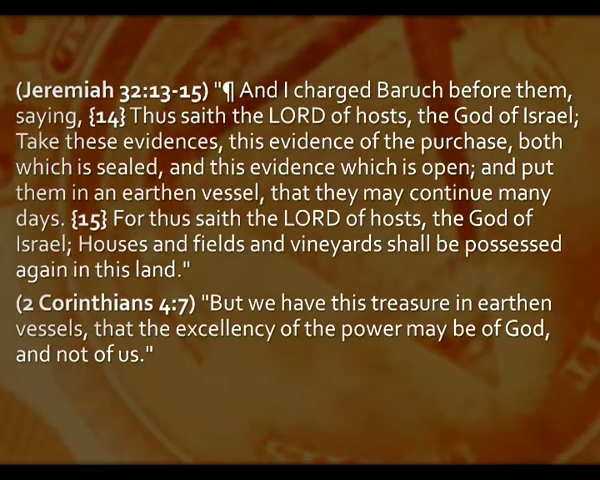 (Jeremiah 32:13-15) "¶ And I charged Baruch before them,
saying, {14} Thus saith the LORD of hosts, the God of Israel;
Take these evidences, this evidence of the purchase, both
which is sealed, and this evidence which is open; and put
them in an earthen vessel, that they may continue many
days. {15} For thus saith the LORD of hosts, the God of
Israel; Houses and fields and vineyards shall be possessed
again in this land."
(2 Corinthians 4:7) "But we have this treasure in earthen
vessels, that the excellency of the power may be of God,
and not of us."